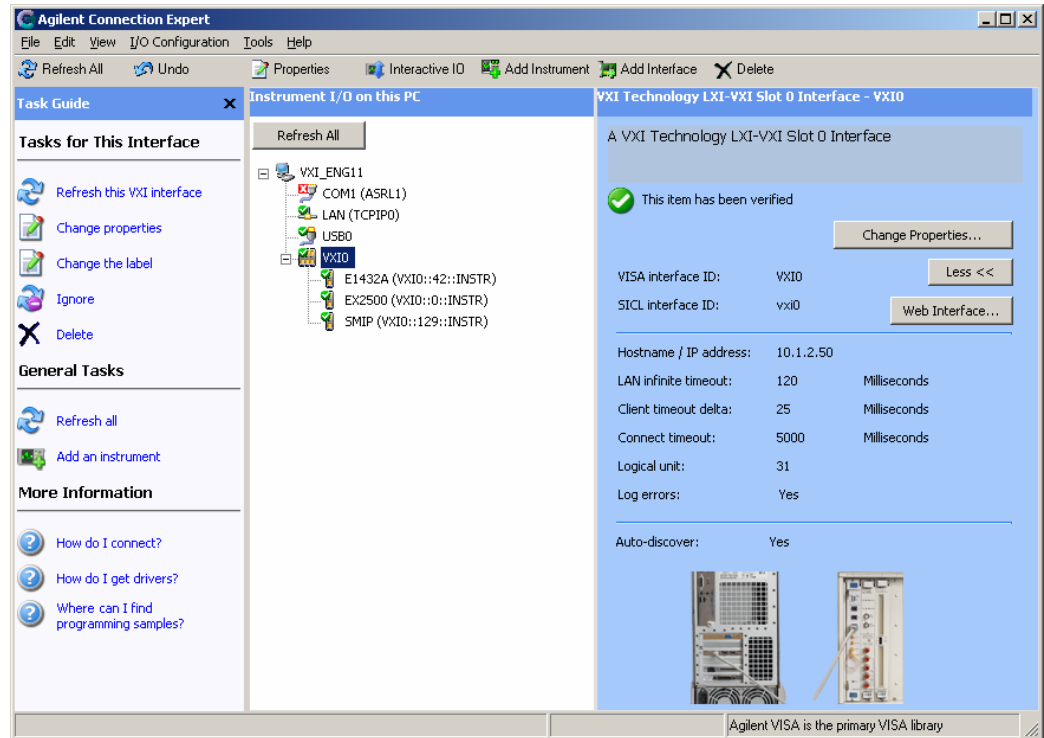 Agilent Connection Expert
File Edit View I/O Configuration Tools Help
Refresh All Undo Properties Interactive IO Add Instrument Add Interface Delete
Task Guide
Tasks for This Interface
Refresh this VXI interface
Change properties
Change the label
Ignore
Delete
General Tasks
Refresh all
Add an instrument
More Information
How do I connect?
How do I get drivers?
Where can I find
programming samples?
Instrument I/O on this PC
Refresh All
VXI_ENG11
COM1 (ASRL1)
LAN (TCPIP0)
USB0
VXI0
E1432A (VXI0::42::INSTR)
EX2500 (VXI0::0::INSTR)
SMIP (VXI0::129::INSTR)
VXI Technology LXI-VXI Slot 0 Interface - VXI0
A VXI Technology LXI-VXI Slot 0 Interface
This item has been verified
Change Properties...
VISA interface ID: VXI0
Less <<
SICL interface ID: vxi0
Web Interface...
Hostname / IP address: 10.1.2.50
LAN infinite timeout: 120 Milliseconds
Client timeout delta: 25 Milliseconds
Connect timeout: 5000 Milliseconds
Logical unit: 31
Log errors: Yes
Auto-discover: Yes
Agilent VISA is the primary VISA library